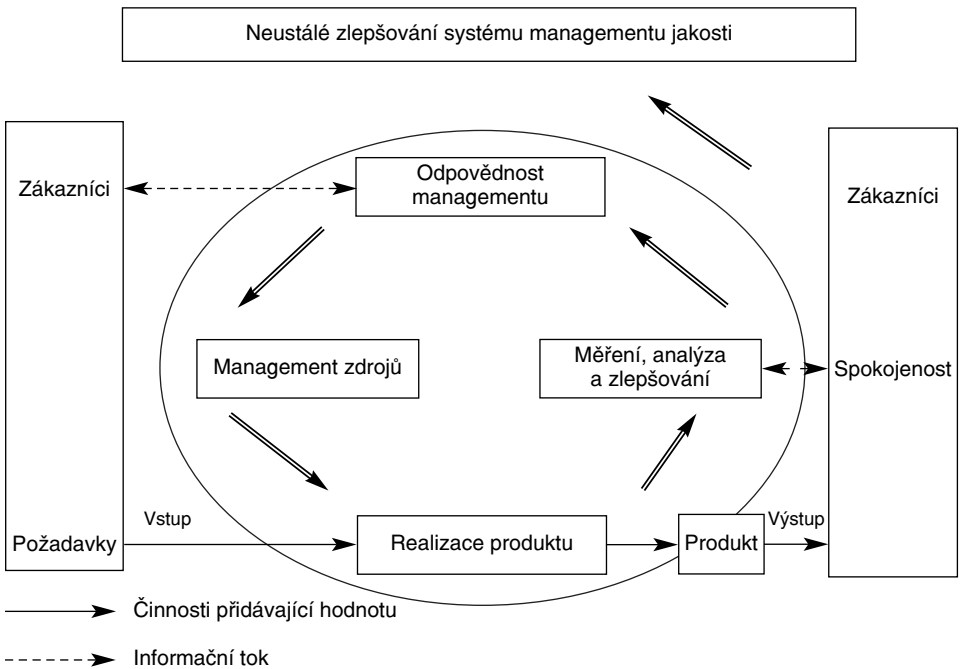 Neustálé zlepšování systému managementu jakosti
Zákazníci
Odpovědnost
managementu
Zákazníci
Management zdrojů
Měření, analýza
a zlepšování
Spokojenost
Vstup
Výstup
Požadavky
Realizace produktu
Produkt
Činnosti přidávající hodnotu
Informační tok